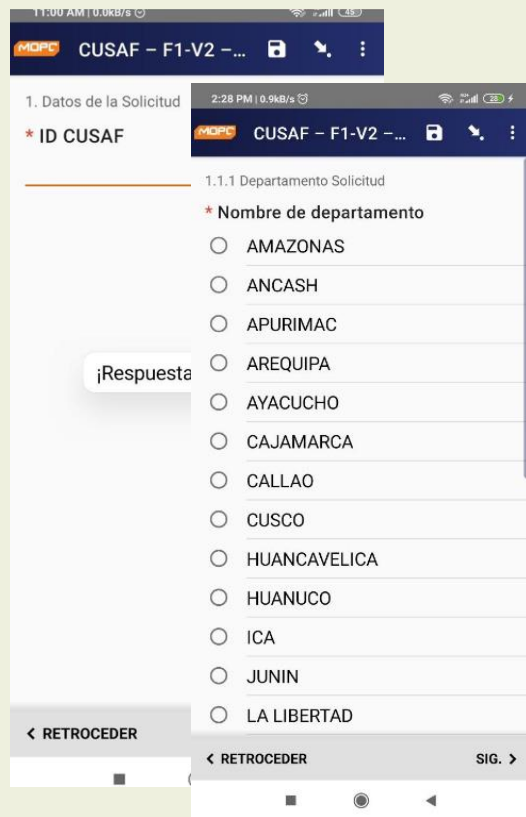 11:00 AM | 0.0kB/s
45
MOPC CUSAF – F1-V2 –...
1. Datos de la Solicitud
* ID CUSAF
¡Respuesta
< RETROCEDER
2:28 PM | 0.9kB/s
28
MOPC CUSAF – F1-V2 –...
1.1.1 Departamento Solicitud
* Nombre de departamento
AMAZONAS
ANCASH
APURIMAC
AREQUIPA
AYACUCHO
CAJAMARCA
CALLAO
CUSCO
HUANCAVELICA
HUANUCO
ICA
JUNIN
LA LIBERTAD
< RETROCEDER
SIG. >